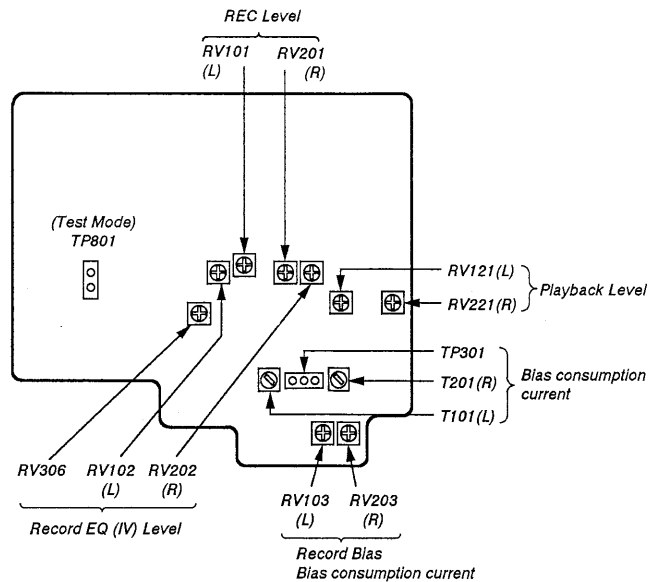 REC Level
RV101
(L)
RV201
(R)
(Test Mode)
TP801
RV121(L)
RV221(R)
Playback Level
TP301
T201(R)
T101(L)
Bias consumption
current
RV306
RV102
(L)
RV202
(R)
Record EQ (IV) Level
RV103
(L)
RV203
(R)
Record Bias
Bias consumption current